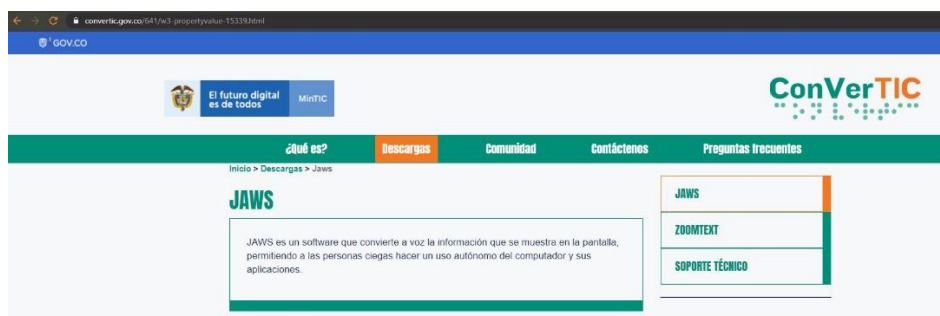 convertic.gov.co/641/w3-propertyvalue-15339.html
GOV.CO
El futuro digital
es de todos
MinTIC
ConVerTIC
¿Qué es? Descargas Comunidad Contáctenos Preguntas frecuentes
Inicio > Descargas > Jaws
JAWS
JAWS es un software que convierte a voz la información que se muestra en la pantalla,
permitiendo a las personas ciegas hacer un uso autónomo del computador y sus
aplicaciones.
JAWS
ZOOMTEXT
SOPORTE TÉCNICO